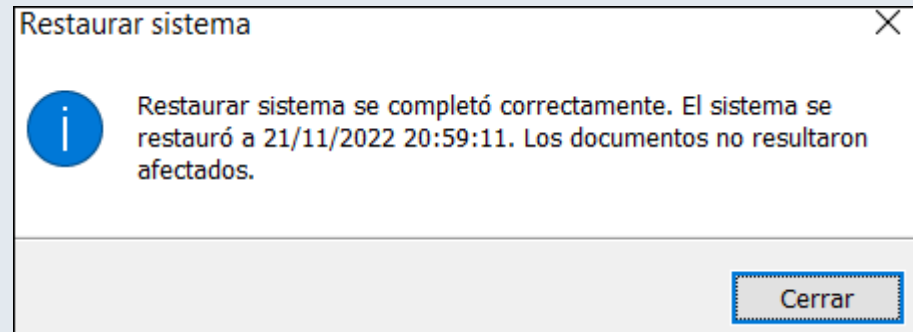 Restaurar sistema
Restaurar sistema se completó correctamente. El sistema se
restauró a 21/11/2022 20:59:11. Los documentos no resultaron
afectados.
Cerrar